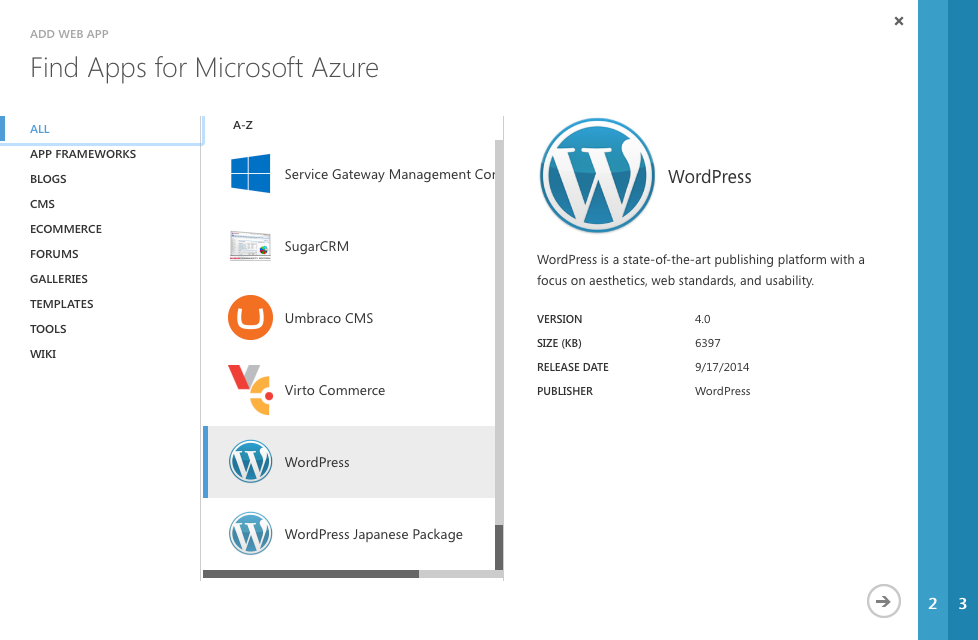 ADD WEB APP
Find Apps for Microsoft Azure
ALL
APP FRAMEWORKS
BLOGS
CMS
ECOMMERCE
FORUMS
GALLERIES
TEMPLATES
TOOLS
WIKI
A-Z
Service Gateway Management Cor
SugarCRM
Umbraco CMS
Virto Commerce
WordPress
WordPress Japanese Package
WordPress
WordPress is a state-of-the-art publishing platform with a
focus on aesthetics, web standards, and usability.
VERSION 4.0
SIZE (KB) 6397
RELEASE DATE 9/17/2014
PUBLISHER WordPress
2 3